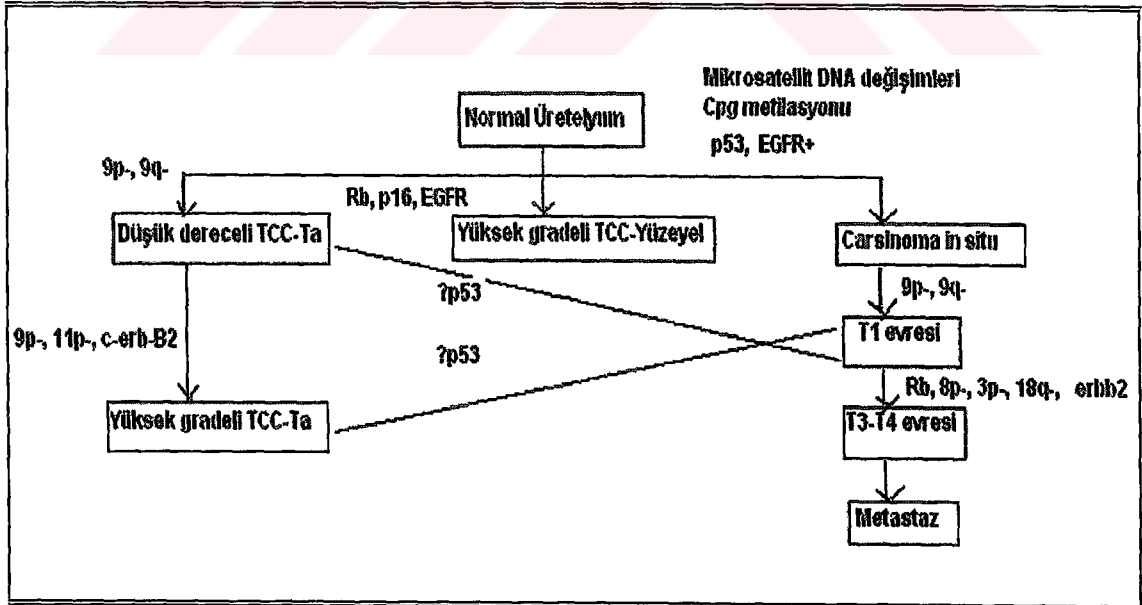 Mikrosatellit DNA değişimleri
Cpg metilasyonu
p53, EGFR+
Normal Üretelyum
9p-, 9q-
Rb, p16, EGFR
Düşük dereceli TCC-Ta
Yüksek gradeli TCC-Yüzeyel
Carsinoma in situ
9p-, 9q-
?p53
9p-, 11p-, c-erb-B2
?p53
T1 evresi
Rb, 8p-, 3p-, 18q-, erbb2
Yüksek gradeli TCC-Ta
T3-T4 evresi
Metastaz